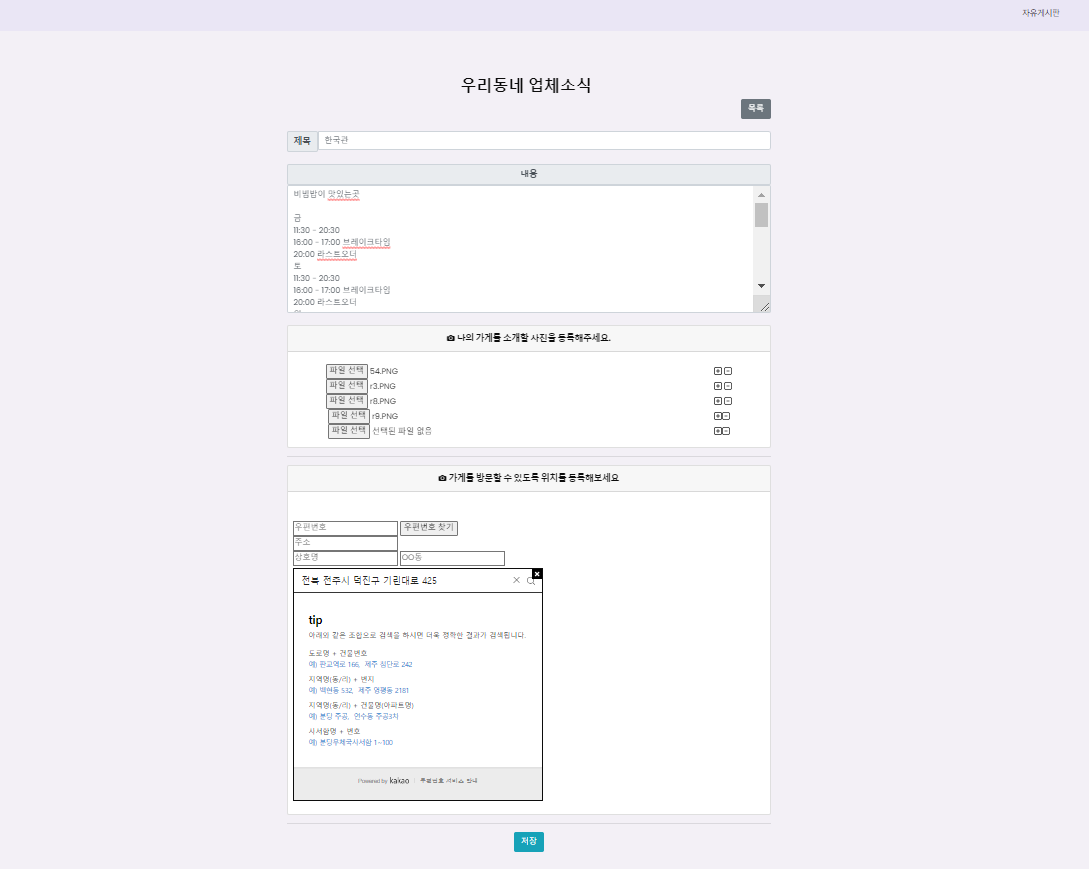 자유게시판
우리동네 업체소식
목록
제목 한국관
내용
비빔밥이 맛있는곳
금
11:30 - 20:30
16:00 - 17:00 브레이크타임
20:00 라스트오더
토
11:30 - 20:30
16:00 - 17:00 브레이크타임
20:00 라스트오더
나의 가게를 소개할 사진을 등록해주세요.
파일 선택 54.PNG
파일 선택 r3.PNG
파일 선택 r8.PNG
파일 선택 r9.PNG
파일 선택 선택된 파일 없음
가게를 방문할 수 있도록 위치를 등록해보세요
우편번호 우편번호 찾기
주소
상호명 OO동
전북 전주시 덕진구 기린대로 425
tip
아래와 같은 조합으로 검색을 하시면 더욱 정확한 결과가 검색됩니다.
도로명 + 건물번호
예) 판교역로 166, 제주 첨단로 242
지역명(동/리) + 번지
예) 백현동 532, 제주 영평동 2181
지역명(동/리) + 건물명(아파트명)
예) 분당 주공, 연수동 주공3차
사서함명 + 번호
예) 분당우체국사서함 1~100
Powered by kakao 우편번호 서비스 안내
저장